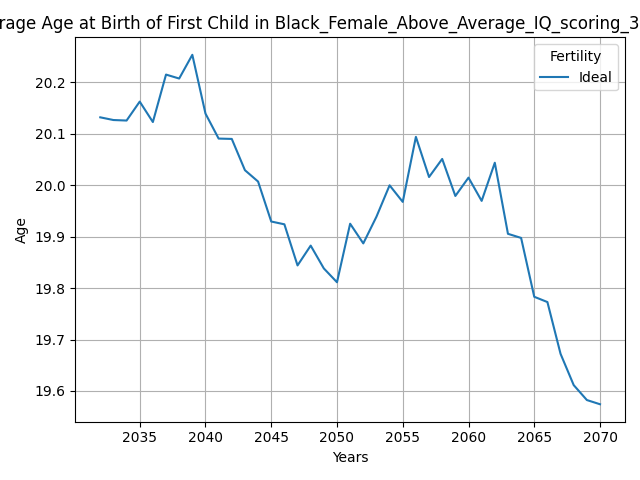 rage Age at Birth of First Child in Black_Female_Above_Average_IQ_scoring_3
Fertility
Ideal
20.2
20.1
20.0
19.9
19.8
19.7
19.6
Age
2035 2040 2045 2050 2055 2060 2065 2070
Years